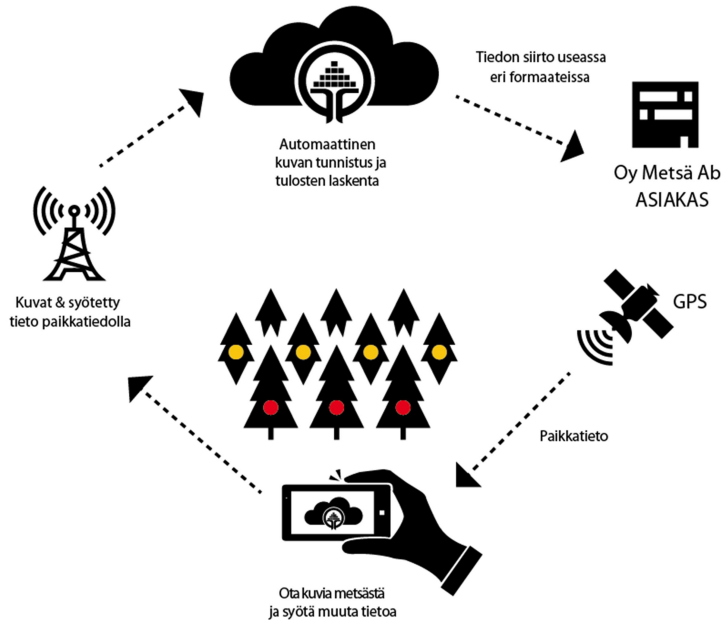 Tiedon siirto useassa
eri formaateissa
Automaattinen
kuvan tunnistus ja
tulosten laskenta
Oy Metsä Ab
ASIAKAS
Kuvat & syötetty
tieto paikkatiedolla
GPS
Paikkatieto
Ota kuvia metsästä
ja syötä muuta tietoa